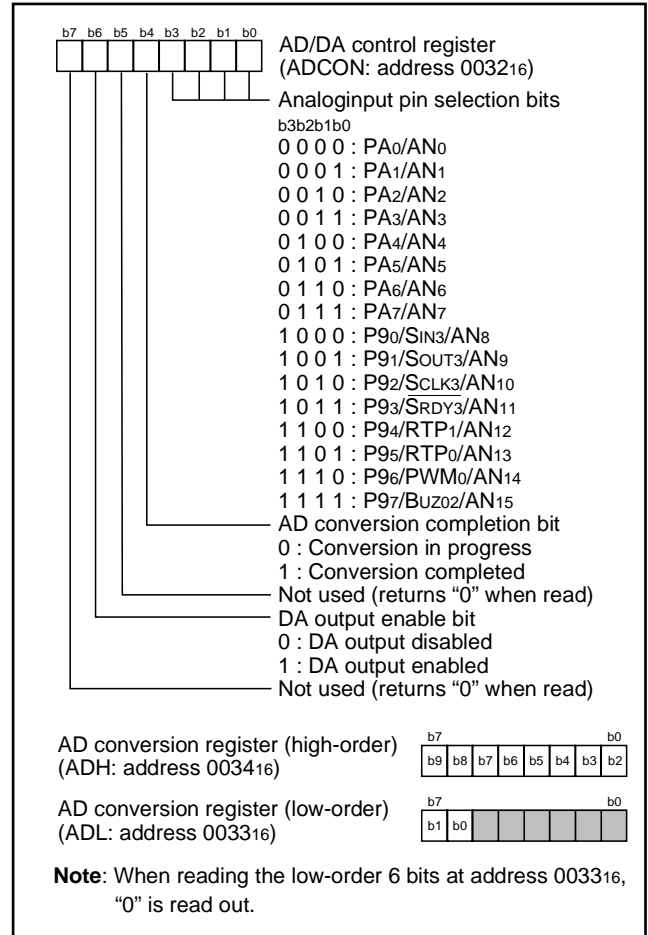 b7 b6 b5 b4 b3 b2 b1 b0
AD/DA control register
(ADCON: address 003216)
Analoginput pin selection bits
b3b2b1b0
0 0 0 0 : PA0/AN0
0 0 0 1 : PA1/AN1
0 0 1 0 : PA2/AN2
0 0 1 1 : PA3/AN3
0 1 0 0 : PA4/AN4
0 1 0 1 : PA5/AN5
0 1 1 0 : PA6/AN6
0 1 1 1 : PA7/AN7
1 0 0 0 : P90/SIN3/AN8
1 0 0 1 : P91/SOUT3/AN9
1 0 1 0 : P92/SCLK3/AN10
1 0 1 1 : P93/SRDY3/AN11
1 1 0 0 : P94/RTP1/AN12
1 1 0 1 : P95/RTP0/AN13
1 1 1 0 : P96/PWM0/AN14
1 1 1 1 : P97/BUZ02/AN15
AD conversion completion bit
0 : Conversion in progress
1 : Conversion completed
Not used (returns “0” when read)
DA output enable bit
0 : DA output disabled
1 : DA output enabled
Not used (returns “0” when read)
AD conversion register (high-order)
(ADH: address 003416)
b7 b0
b9 b8 b7 b6 b5 b4 b3 b2
AD conversion register (low-order)
(ADL: address 003316)
b7 b0
b1 b0
Note: When reading the low-order 6 bits at address 003316,
“0” is read out.